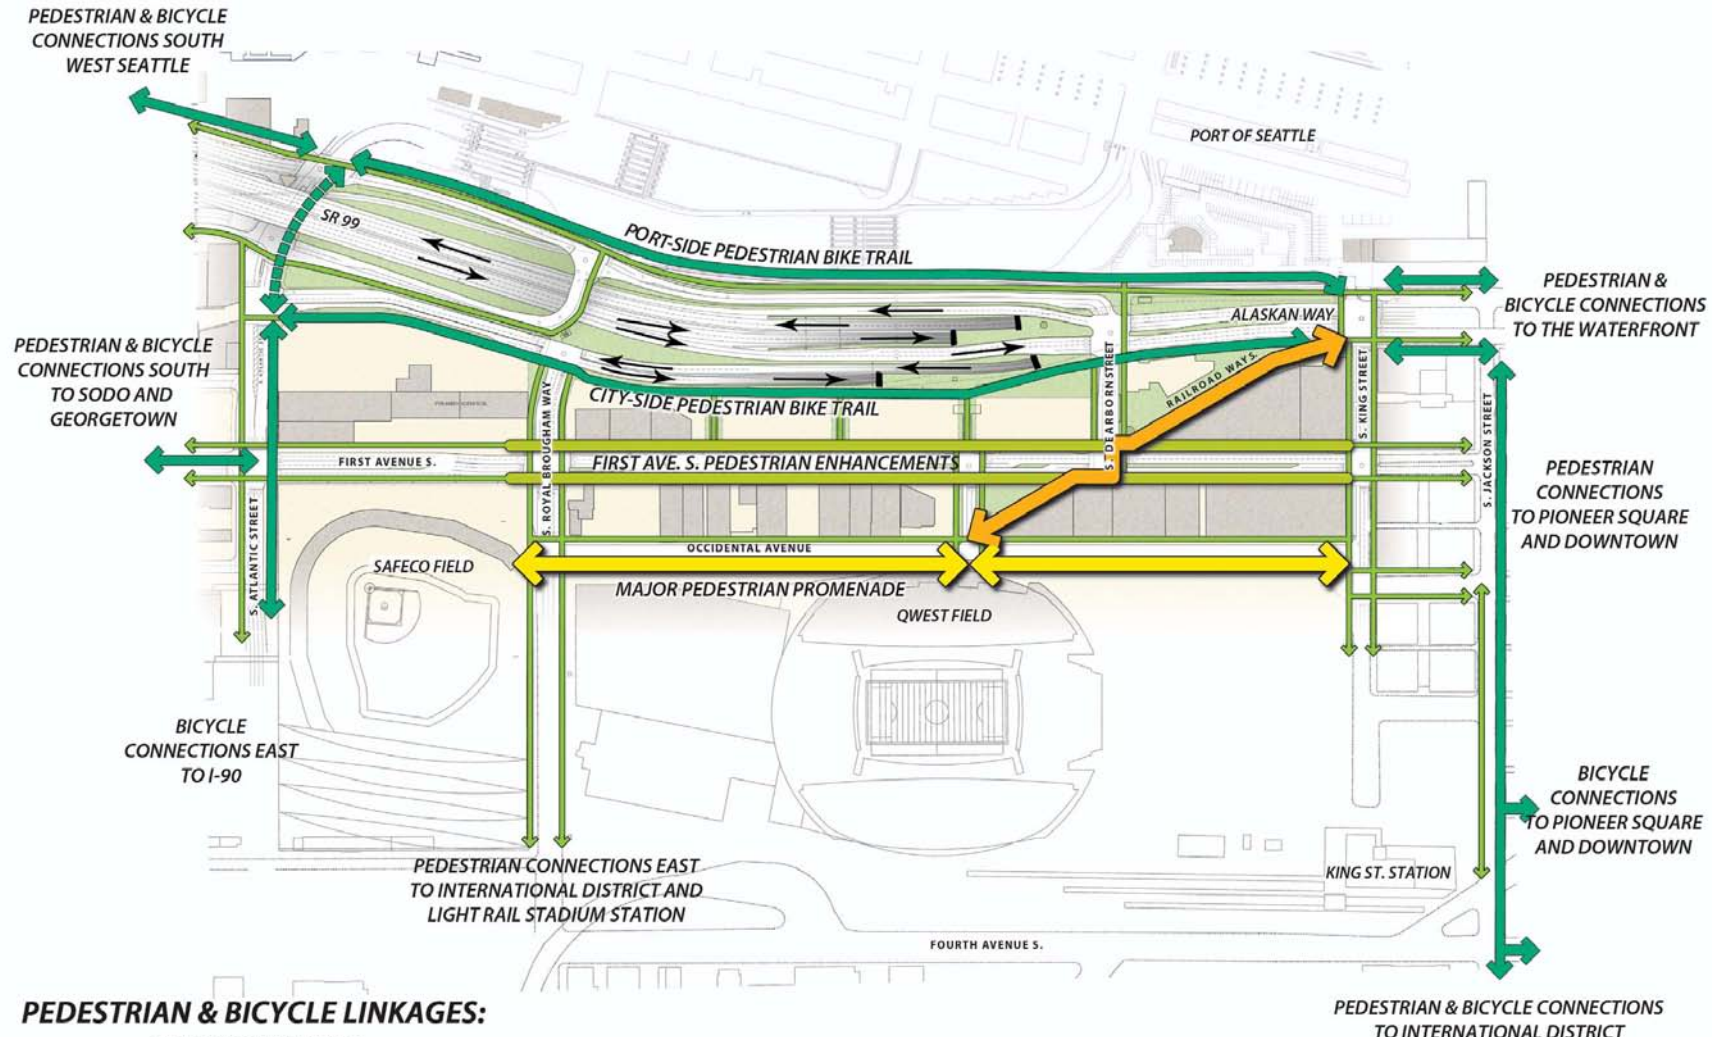 PEDESTRIAN & BICYCLE
CONNECTIONS SOUTH
WEST SEATTLE
PORT OF SEATTLE
SR 99
PORT-SIDE PEDESTRIAN BIKE TRAIL
PEDESTRIAN &
BICYCLE CONNECTIONS
TO THE WATERFRONT
ALASKAN WAY
PEDESTRIAN & BICYCLE
CONNECTIONS SOUTH
TO SODO AND
GEORGETOWN
RAILROAD WAY S.
S. DEARBORN STREET
S. KING STREET
S. JACKSON STREET
CITY-SIDE PEDESTRIAN BIKE TRAIL
S. ROYAL BROUGHAM WAY
FIRST AVENUE S.
FIRST AVE. S. PEDESTRIAN ENHANCEMENTS
PEDESTRIAN
CONNECTIONS
TO PIONEER SQUARE
AND DOWNTOWN
S. ATLANTIC STREET
OCCIDENTAL AVENUE
SAFECO FIELD
MAJOR PEDESTRIAN PROMENADE
QWEST FIELD
BICYCLE
CONNECTIONS EAST
TO I-90
BICYCLE
CONNECTIONS
TO PIONEER SQUARE
AND DOWNTOWN
PEDESTRIAN CONNECTIONS EAST
TO INTERNATIONAL DISTRICT AND
LIGHT RAIL STADIUM STATION
KING ST. STATION
FOURTH AVENUE S.
PEDESTRIAN & BICYCLE LINKAGES:
PEDESTRIAN & BICYCLE CONNECTIONS
TO INTERNATIONAL DISTRICT